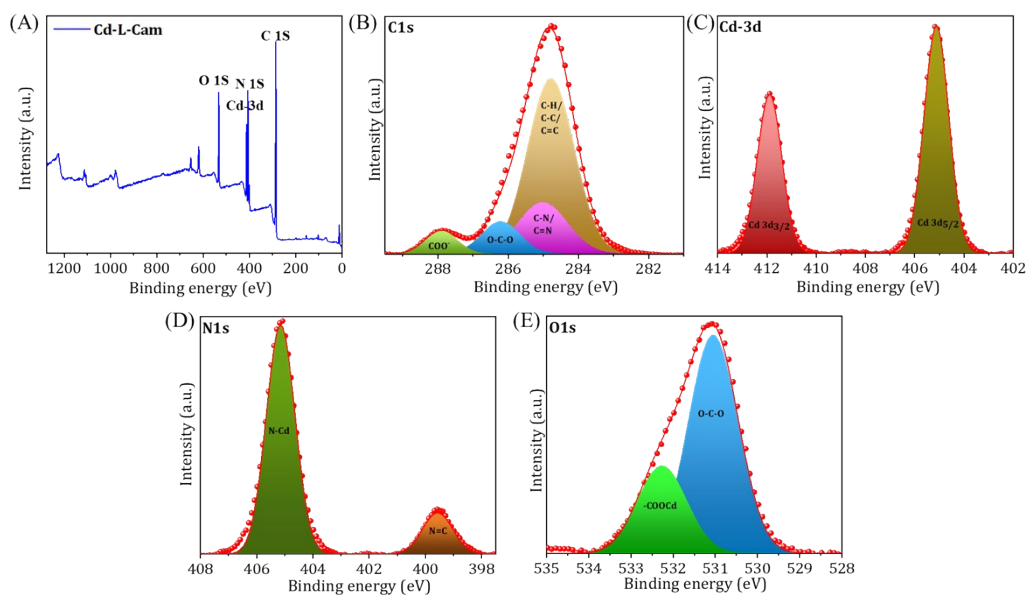 (A)
Cd-L-Cam
C 1S
O 1S
N 1S
Cd-3d
Intensity (a.u.)
1200 1000 800 600 400 200 0
Binding energy (eV)
(B)
C1s
C-H/
C-C/
C=C
C-N/
C=N
O-C-O
COO-
Intensity (a.u.)
288 286 284 282
Binding energy (eV)
(C)
Cd-3d
Cd 3d3/2
Cd 3d5/2
Intensity (a.u.)
414 412 410 408 406 404 402
Binding energy (eV)
(D)
N1s
N-Cd
N=C
Intensity (a.u.)
408 406 404 402 400 398
Binding energy (eV)
(E)
O1s
O-C-O
-COOCd
Intensity (a.u.)
535 534 533 532 531 530 529 528
Binding energy (eV)